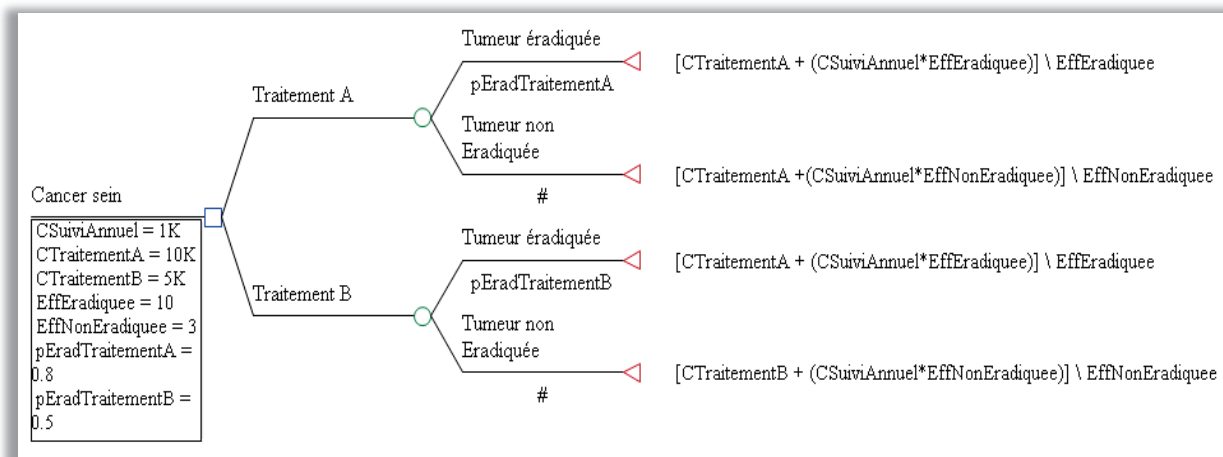 Tumeur éradiquée
[CTraitementA + (CSuiviAnnuel*EffEradiquee)] \ EffEradiquee
pEradTraitementA
Traitement A
Tumeur non
Eradiquée
[CTraitementA +(CSuiviAnnuel*EffNonEradiquee)] \ EffNonEradiquee
#
Cancer sein
CSuiviAnnuel = 1K
CTraitementA = 10K
CTraitementB = 5K
EffEradiquee = 10
EffNonEradiquee = 3
pEradTraitementA =
0.8
pEradTraitementB =
0.5
Tumeur éradiquée
[CTraitementA + (CSuiviAnnuel*EffEradiquee)] \ EffEradiquee
pEradTraitementB
Traitement B
Tumeur non
Eradiquée
[CTraitementB + (CSuiviAnnuel*EffNonEradiquee)] \ EffNonEradiquee
#